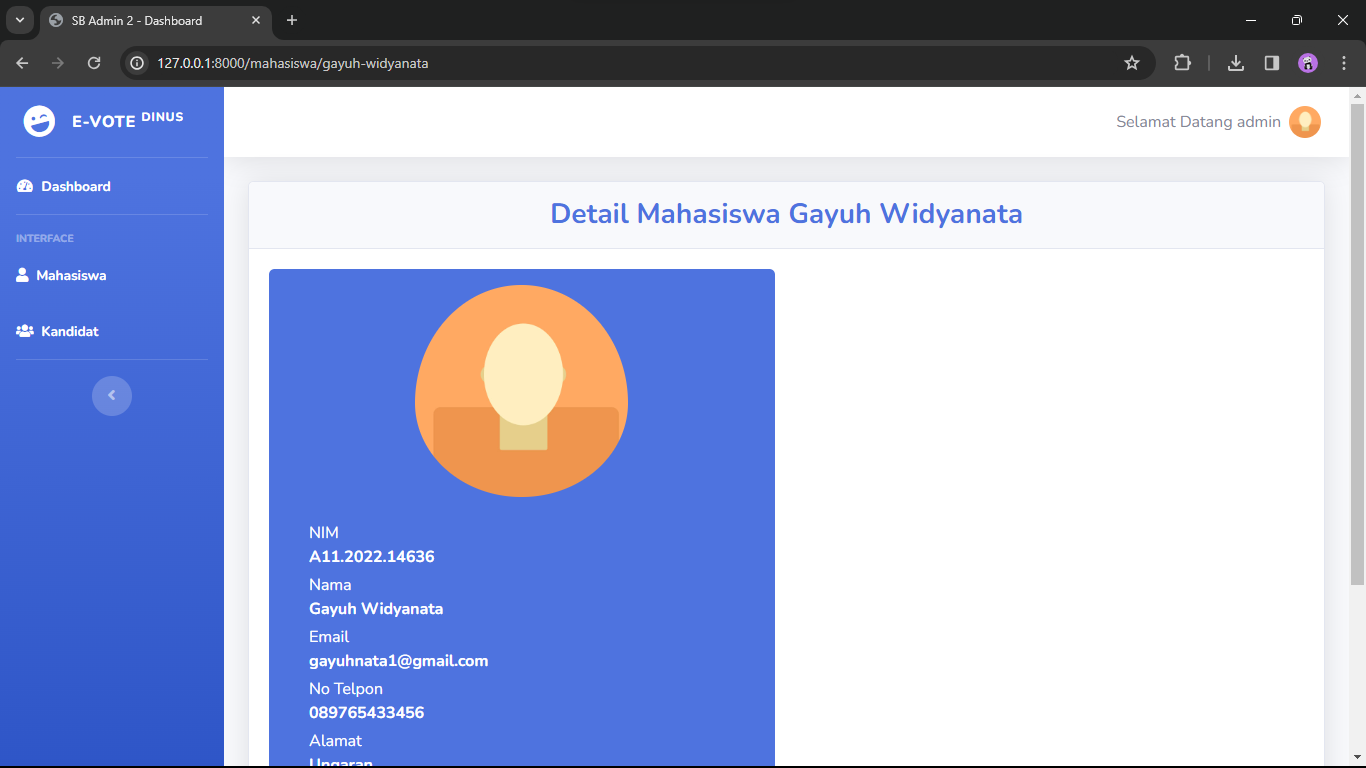 SB Admin 2 - Dashboard
127.0.0.1:8000/mahasiswa/gayuh-widyanata
E-VOTE DINUS
Selamat Datang admin
Dashboard
INTERFACE
Mahasiswa
Kandidat
Detail Mahasiswa Gayuh Widyanata
NIM
A11.2022.14636
Nama
Gayuh Widyanata
Email
gayuhnata1@gmail.com
No Telpon
089765433456
Alamat
Ungaran